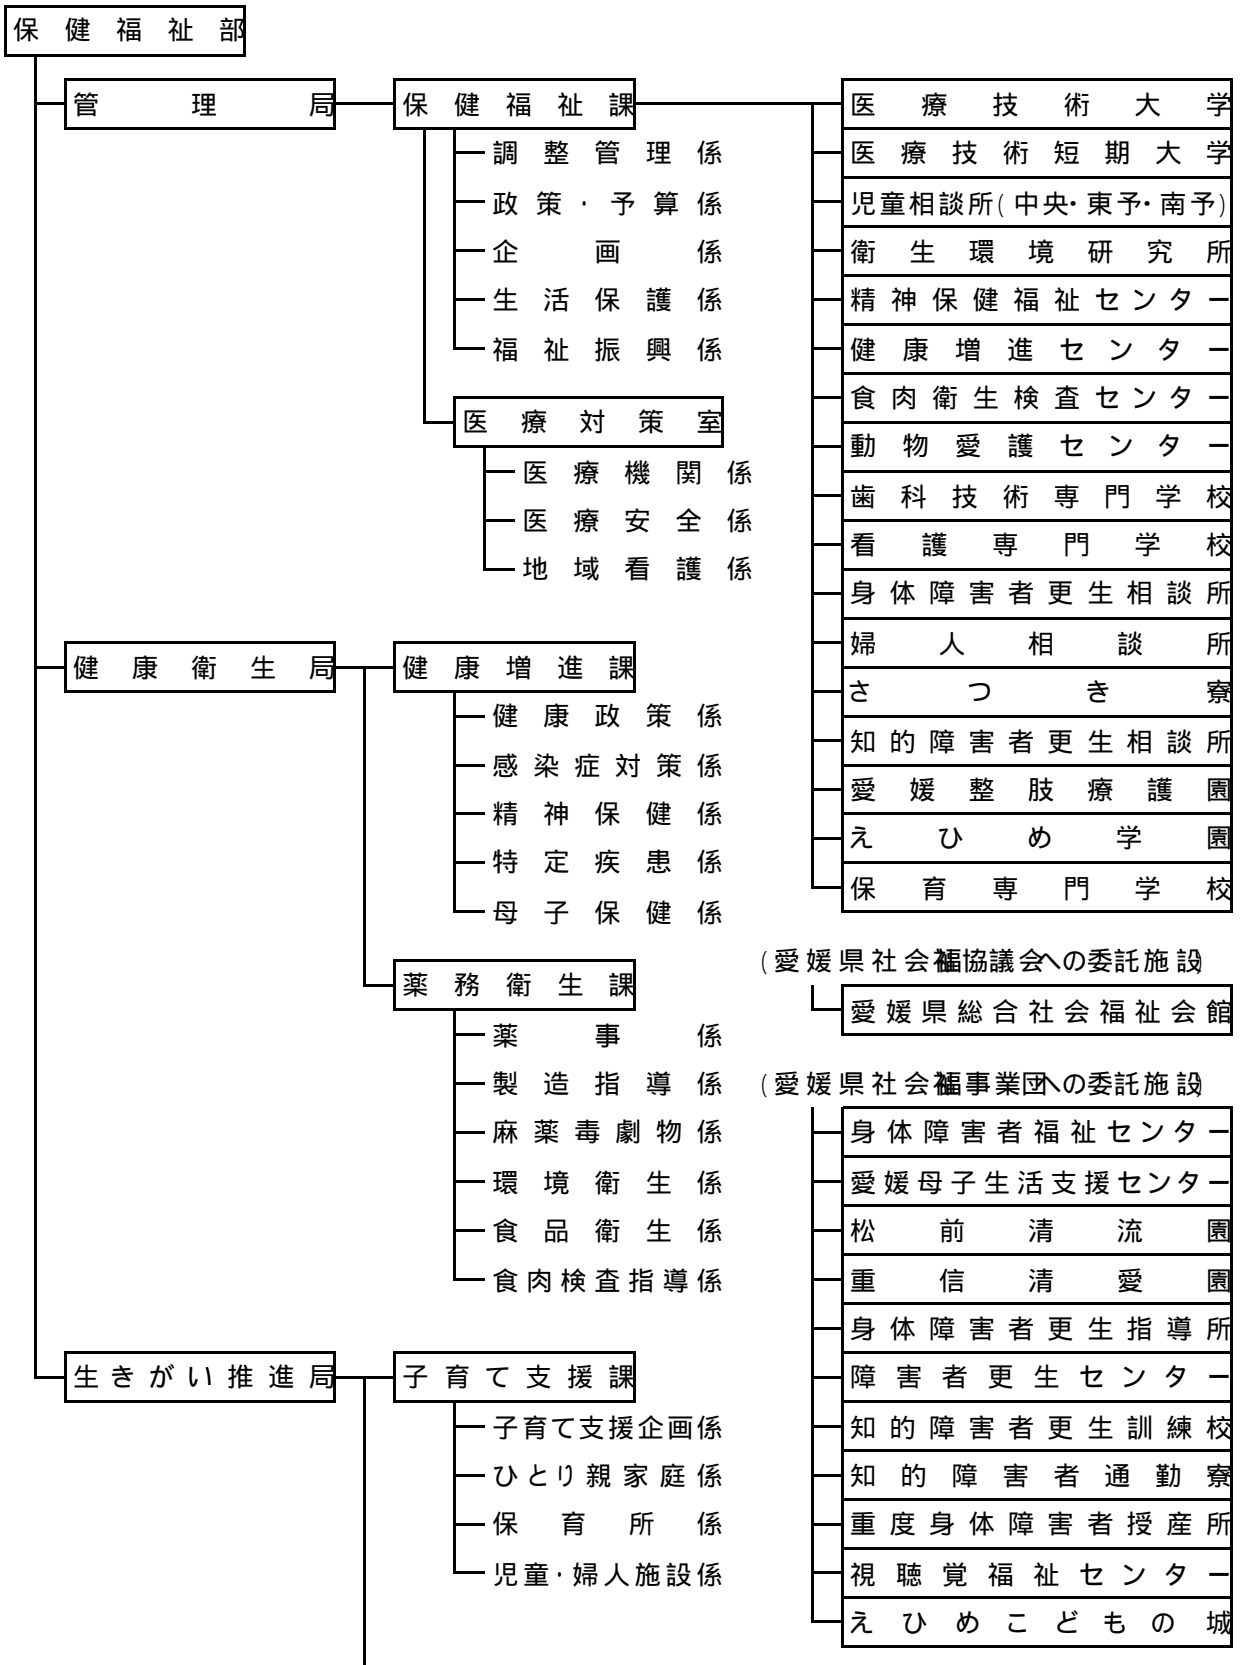 保健福祉部
管理局
保健福祉課
調整管理係
政策・予算係
企画係
生活保護係
福祉振興係
医療対策室
医療機関係
医療安全係
地域看護係
健康衛生局
健康増進課
健康政策係
感染症対策係
精神保健係
特定疾患係
母子保健係
薬務衛生課
薬事係
製造指導係
麻薬毒劇物係
環境衛生係
食品衛生係
食肉検査指導係
生きがい推進局
子育て支援課
子育て支援企画係
ひとり親家庭係
保育所係
児童・婦人施設係
医療技術大学
医療技術短期大学
児童相談所(中央・東予・南予)
衛生環境研究所
精神保健福祉センター
健康増進センター
食肉衛生検査センター
動物愛護センター
歯科技術専門学校
看護専門学校
身体障害者更生相談所
婦人相談所
さつき寮
知的障害者更生相談所
愛媛整肢療護園
えひめ学園
保育専門学校
(愛媛県社会福祉協議会への委託施設)
愛媛県総合社会福祉会館
(愛媛県社会福祉事業団への委託施設)
身体障害者福祉センター
愛媛母子生活支援センター
松前清流園
重信清愛園
身体障害者更生指導所
障害者更生センター
知的障害者更生訓練校
知的障害者通勤寮
重度身体障害者授産所
視聴覚福祉センター
えひめこどもの城